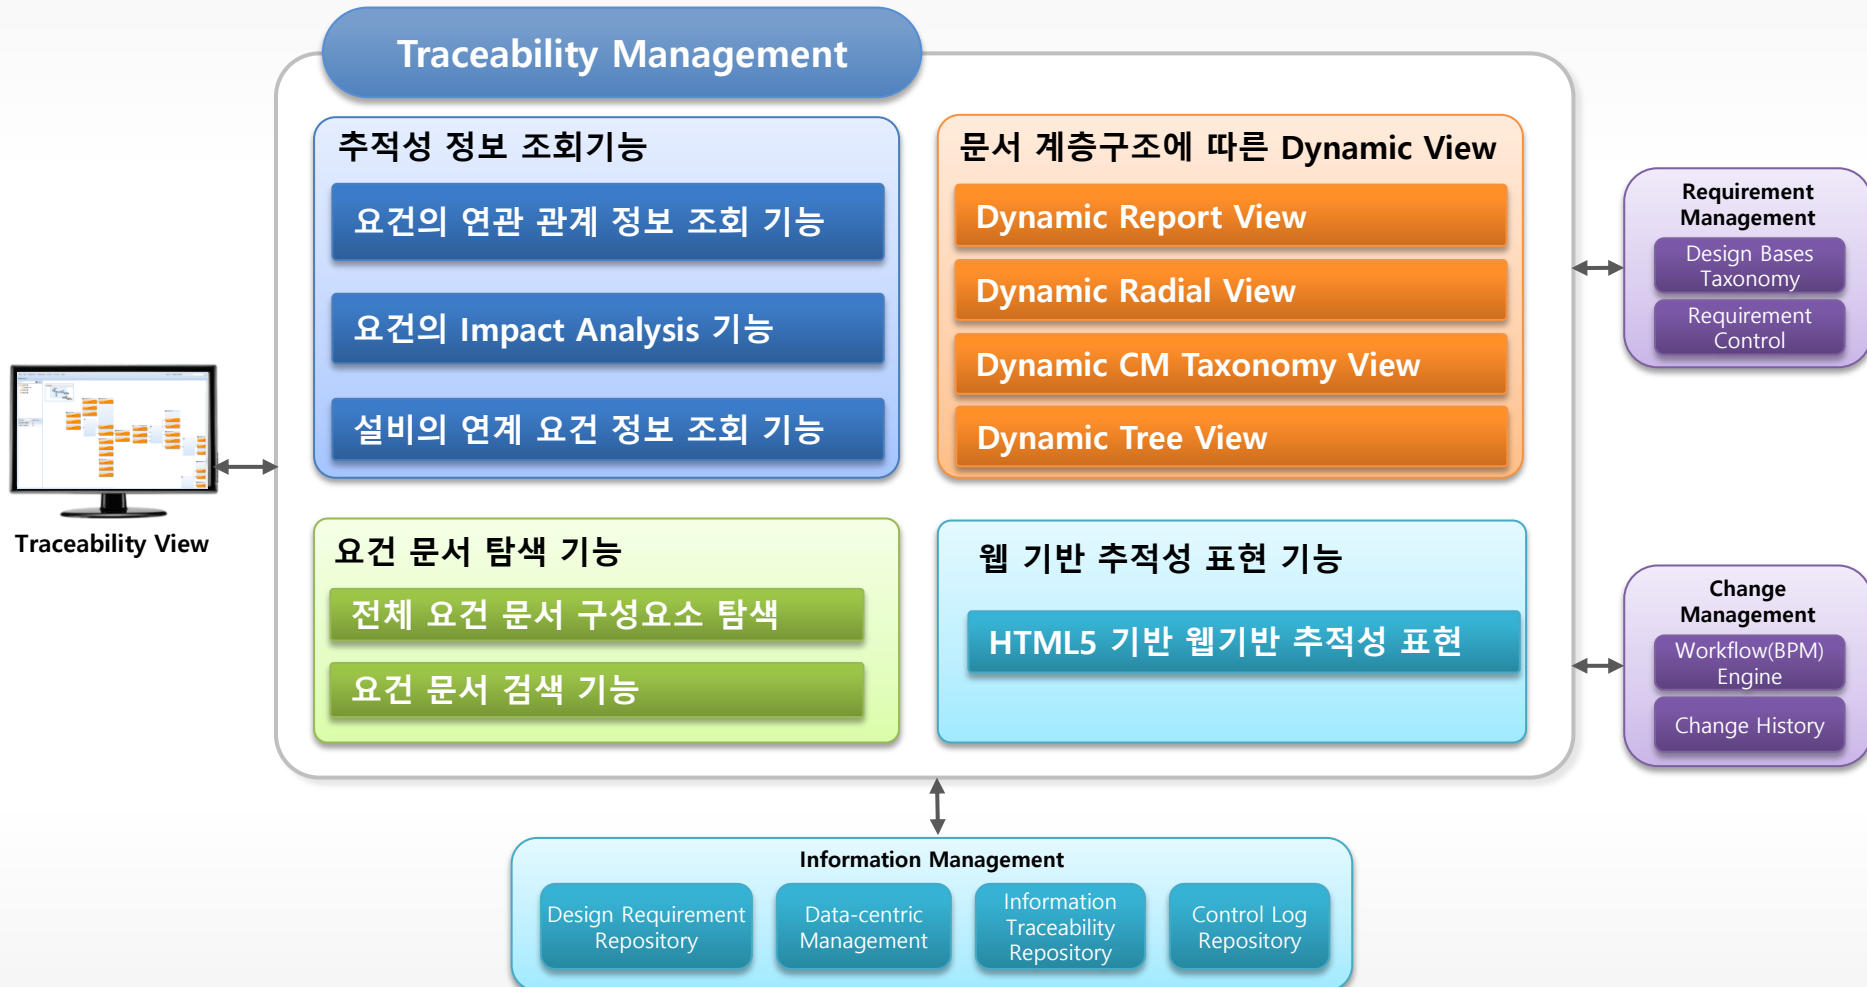 Traceability Management
추적성 정보 조회기능
요건의 연관 관계 정보 조회 기능
요건의 Impact Analysis 기능
설비의 연계 요건 정보 조회 기능
문서 계층구조에 따른 Dynamic View
Dynamic Report View
Dynamic Radial View
Dynamic CM Taxonomy View
Dynamic Tree View
요건 문서 탐색 기능
전체 요건 문서 구성요소 탐색
요건 문서 검색 기능
웹 기반 추적성 표현 기능
HTML5 기반 웹기반 추적성 표현
Traceability View
Requirement
Management
Design Bases
Taxonomy
Requirement
Control
Change
Management
Workflow(BPM)
Engine
Change History
Information Management
Design Requirement
Repository
Data-centric
Management
Information
Traceability
Repository
Control Log
Repository